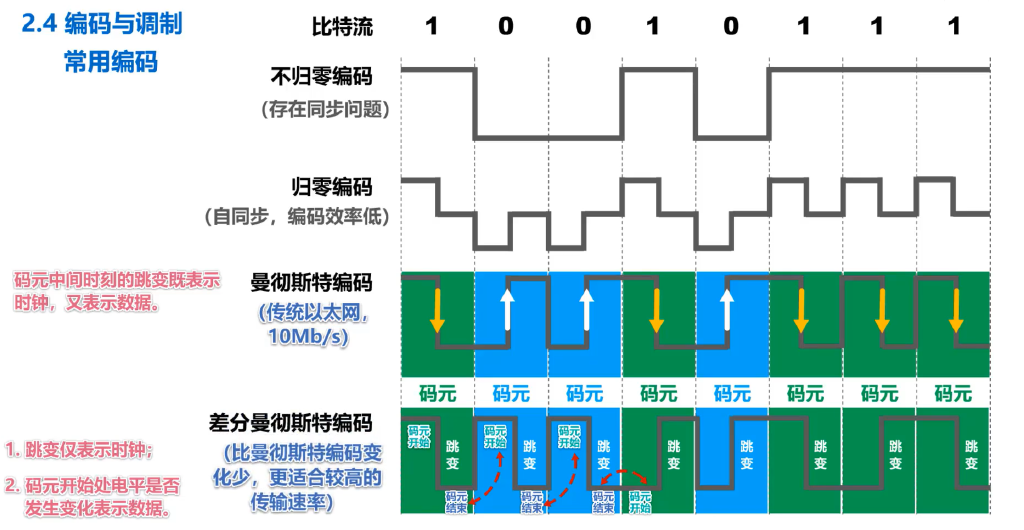 2.4 编码与调制
常用编码
比特流 1 0 0 1 0 1 1 1
不归零编码
(存在同步问题)
归零编码
(自同步，编码效率低)
码元中间时刻的跳变既表示
时钟，又表示数据。
曼彻斯特编码
(传统以太网，
10Mb/s)
码元 码元 码元 码元 码元 码元 码元 码元
差分曼彻斯特编码
(比曼彻斯特编码变
化少，更适合较高的
传输速率)
1. 跳变仅表示时钟；
2. 码元开始处电平是否
发生变化表示数据。
码元 码元 码元
开始 开始 开始
跳 跳 跳 跳 跳 跳 跳 跳
变 变 变 变 变 变 变 变
码元 码元 码元 码元
结束 结束 结束 开始